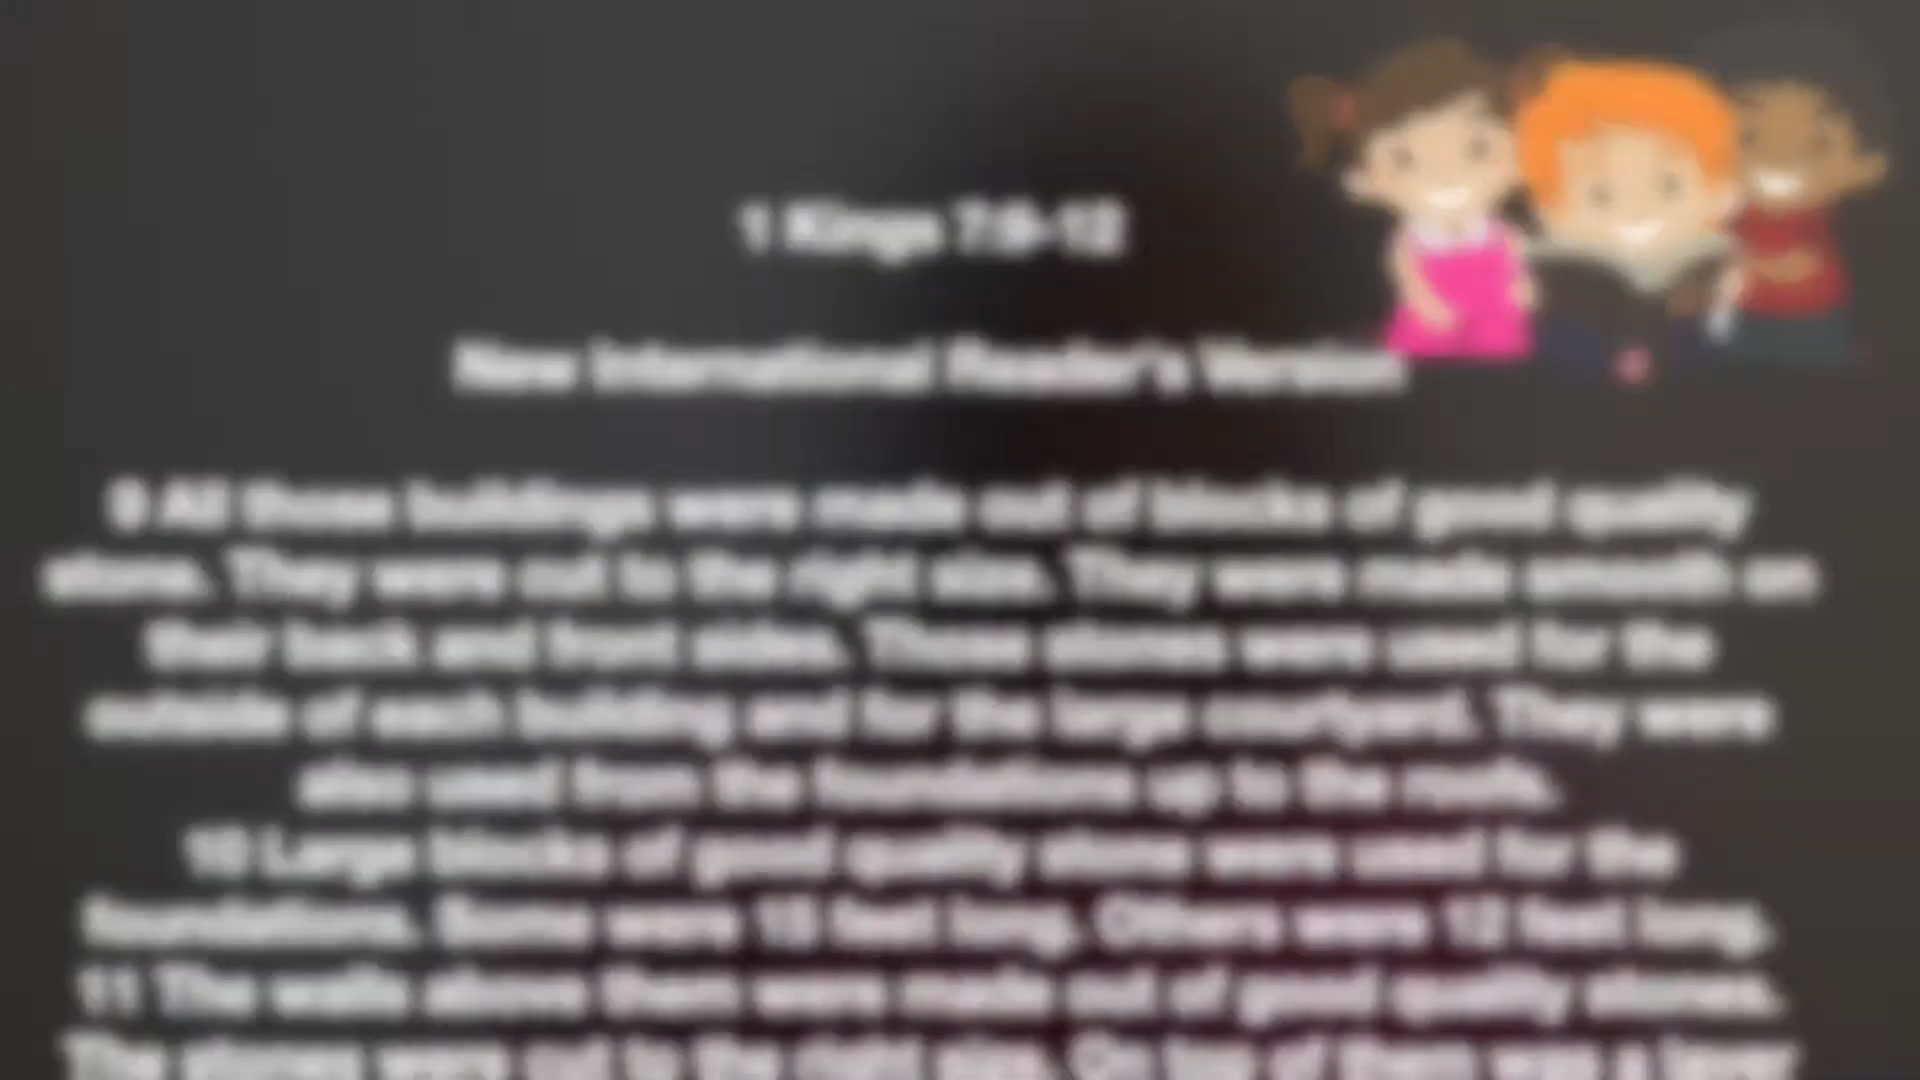 1 Kings 7:9-12
New International Reader's Version
9 All those buildings were made out of blocks of good quality
stone. They were cut to the right size. They were made smooth on
their back and front sides. Those stones were used for the
outside of each building and for the large courtyard. They were
also used from the foundations up to the roofs.
10 Large blocks of good quality stone were used for the
foundations. Some were 15 feet long. Others were 12 feet long.
11 The walls above them were made out of good quality stones.
The stones were cut to the right size. On top of them was a layer